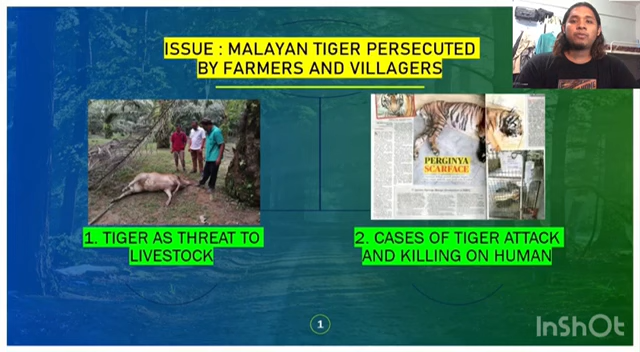 ISSUE : MALAYAN TIGER PERSECUTED
BY FARMERS AND VILLAGERS
PERGINYA
SCARFACE
1. TIGER AS THREAT TO
LIVESTOCK
2. CASES OF TIGER ATTACK
AND KILLING ON HUMAN
1
InShOt